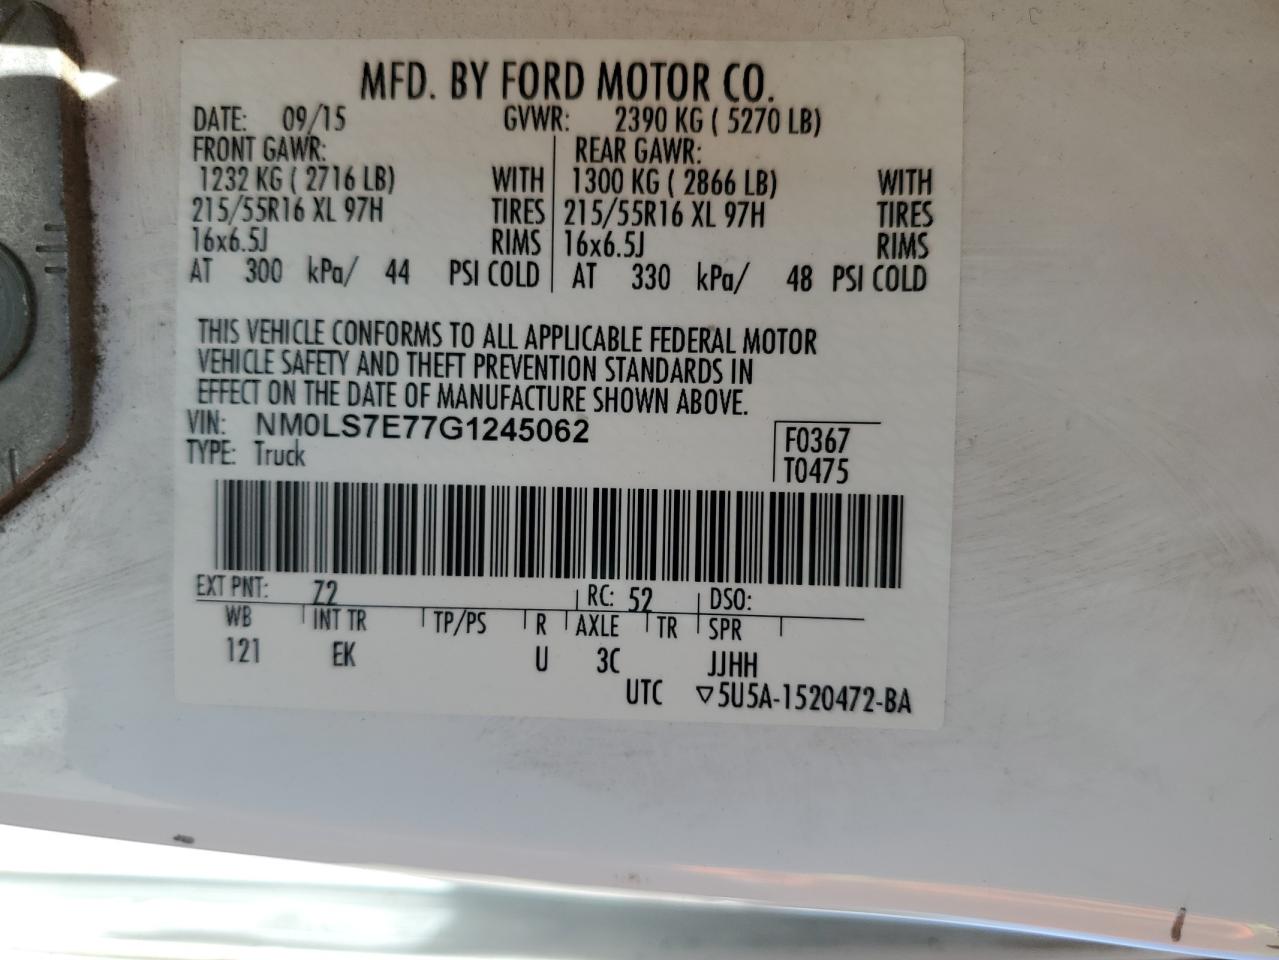 MFD. BY FORD MOTOR CO.
DATE: 09/15 GVWR: 2390 KG ( 5270 LB)
FRONT GAWR: REAR GAWR:
1232 KG ( 2716 LB) WITH 1300 KG ( 2866 LB) WITH
215/55R16 XL 97H TIRES 215/55R16 XL 97H TIRES
16x6.5J RIMS 16x6.5J RIMS
AT 300 kPa/ 44 PSI COLD AT 330 kPa/ 48 PSI COLD
THIS VEHICLE CONFORMS TO ALL APPLICABLE FEDERAL MOTOR
VEHICLE SAFETY AND THEFT PREVENTION STANDARDS IN
EFFECT ON THE DATE OF MANUFACTURE SHOWN ABOVE.
VIN: NM0LS7E77G1245062 F0367
TYPE: Truck T0475
EXT PNT: Z2 RC: 52 DSO:
WB INT TR TP/PS R AXLE TR SPR
121 EK U 3C JJHH
UTC ▽5U5A-1520472-BA